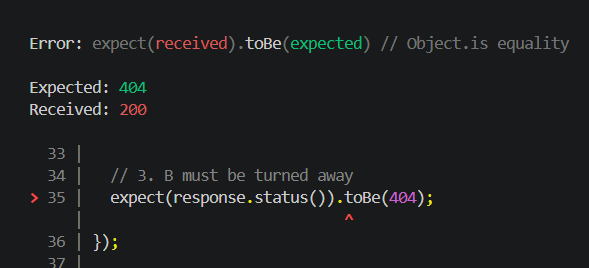 Error: expect(received).toBe(expected) // Object.is equality
Expected: 404
Received: 200
33 |
34 |   // 3. B must be turned away
> 35 |   expect(response.status()).toBe(404);
|                             ^
36 | });
37 |